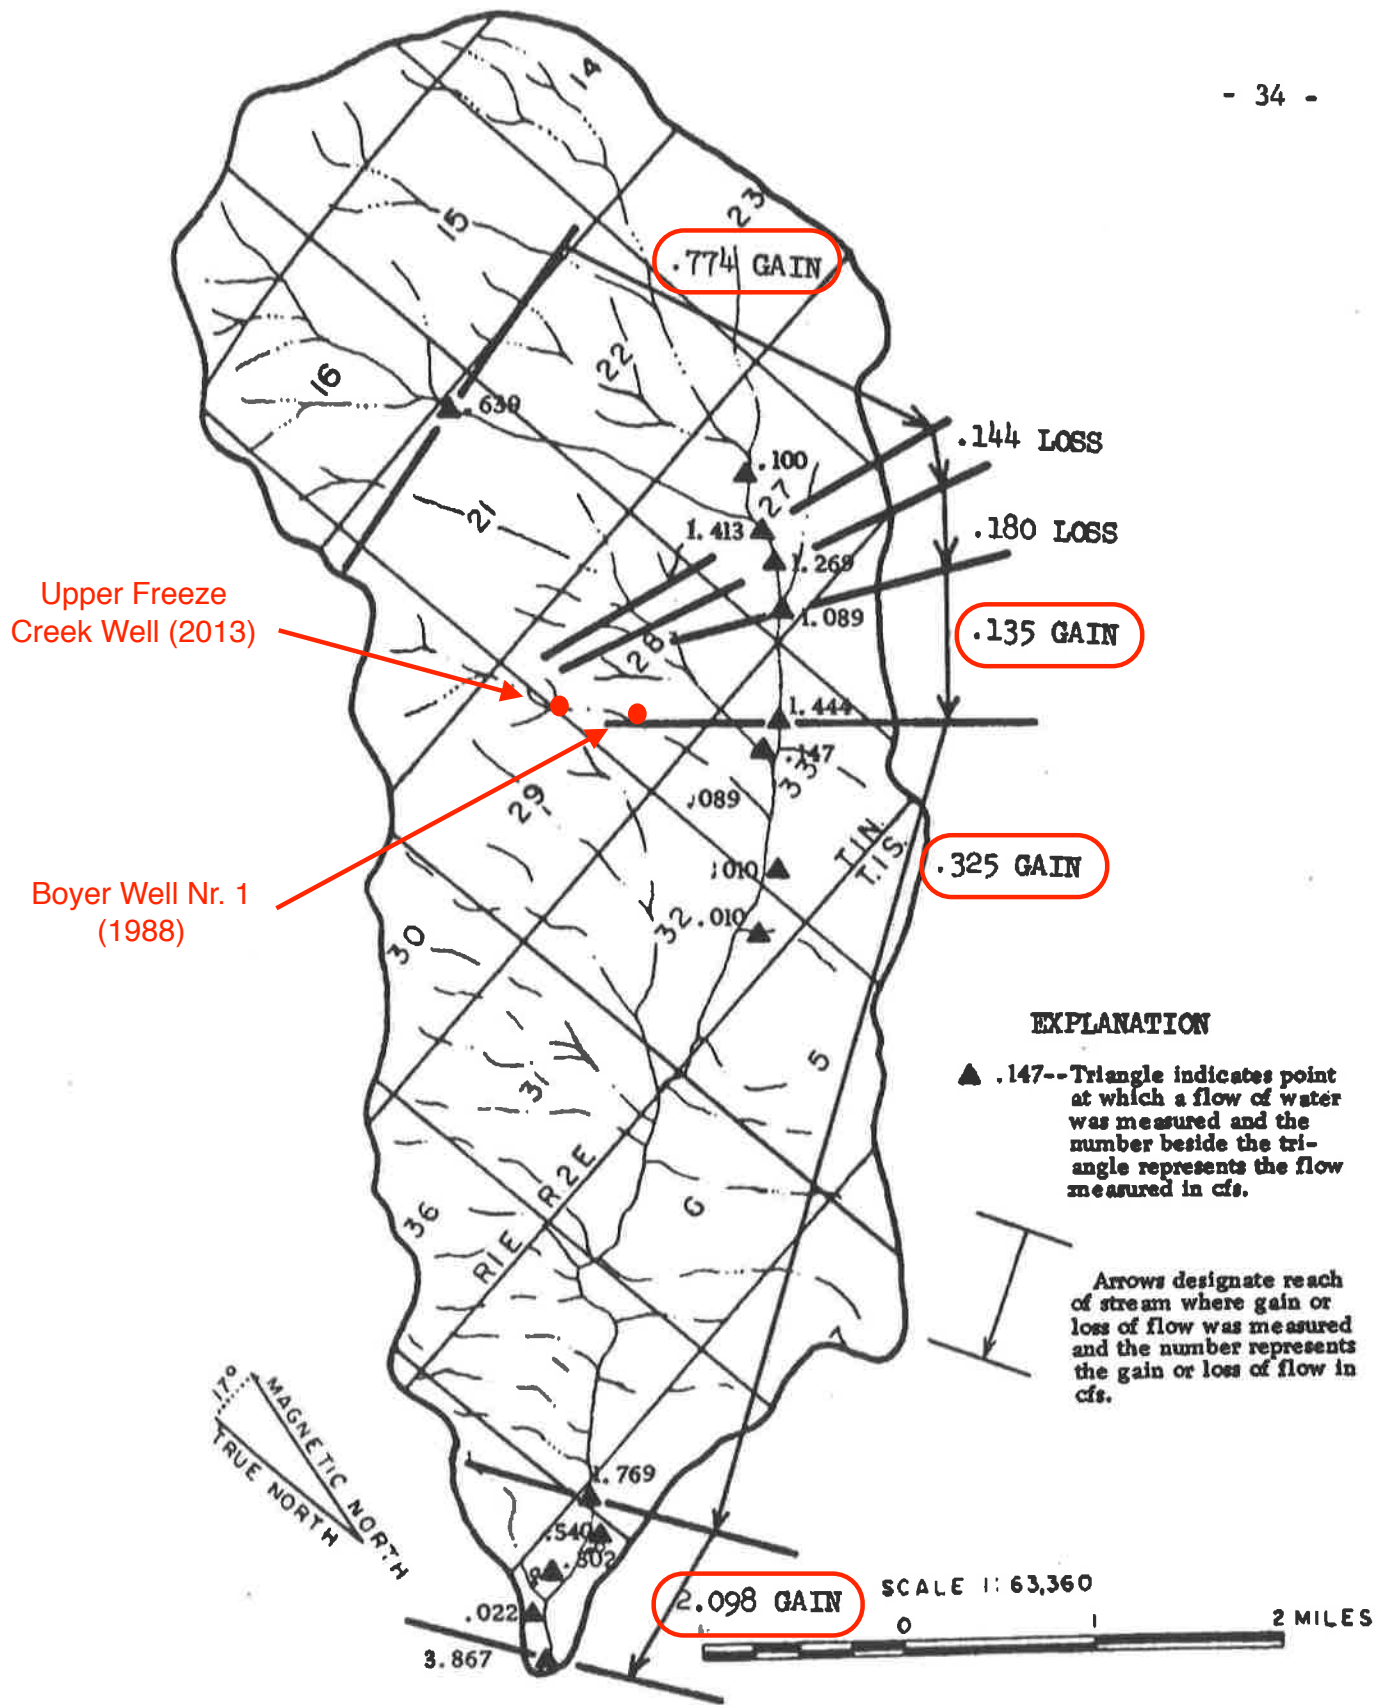 - 34 -
14
23
15
.774 GAIN
22
16
.639
.144 LOSS
.100
27
21
.180 LOSS
1.413
1.269
Upper Freeze
Creek Well (2013)
1.089
.135 GAIN
28
1.444
.147
33
29
.089
T.1N.
T.1S.
.325 GAIN
.010
Boyer Well Nr. 1
(1988)
32
.010
30
EXPLANATION
5
.147--Triangle indicates point
at which a flow of water
was measured and the
number beside the tri-
angle represents the flow
measured in cfs.
31
R2E
6
36
R1E
Arrows designate reach
of stream where gain or
loss of flow was measured
and the number represents
the gain or loss of flow in
cfs.
7
17°
MAGNETIC NORTH
TRUE NORTH
1.769
.540
.302
2.098 GAIN
SCALE 1:63,360
.022
0
1
2 MILES
3.867